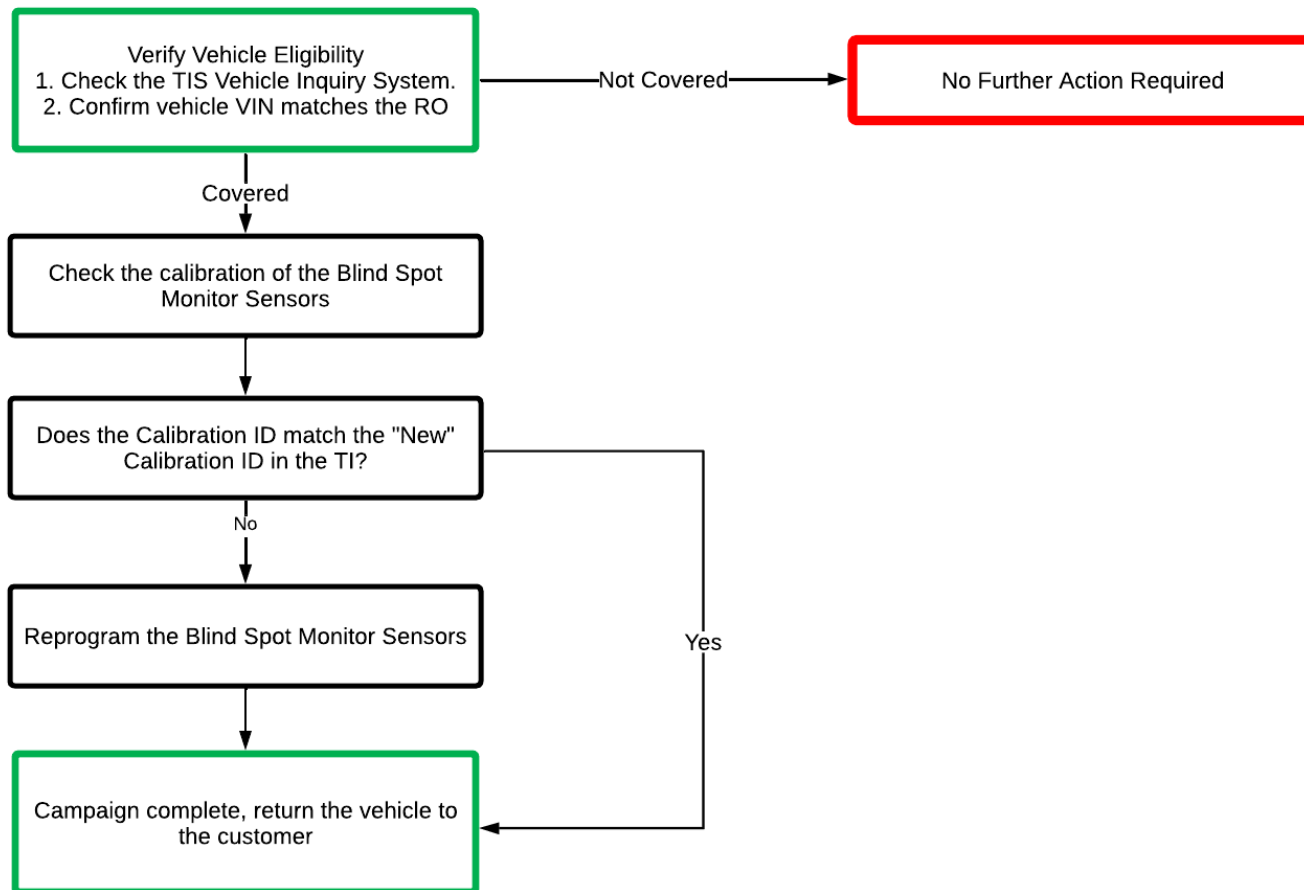 Verify Vehicle Eligibility
1. Check the TIS Vehicle Inquiry System.
2. Confirm vehicle VIN matches the RO
Not Covered
No Further Action Required
Covered
Check the calibration of the Blind Spot
Monitor Sensors
Does the Calibration ID match the "New"
Calibration ID in the TI?
No
Reprogram the Blind Spot Monitor Sensors
Yes
Campaign complete, return the vehicle to
the customer